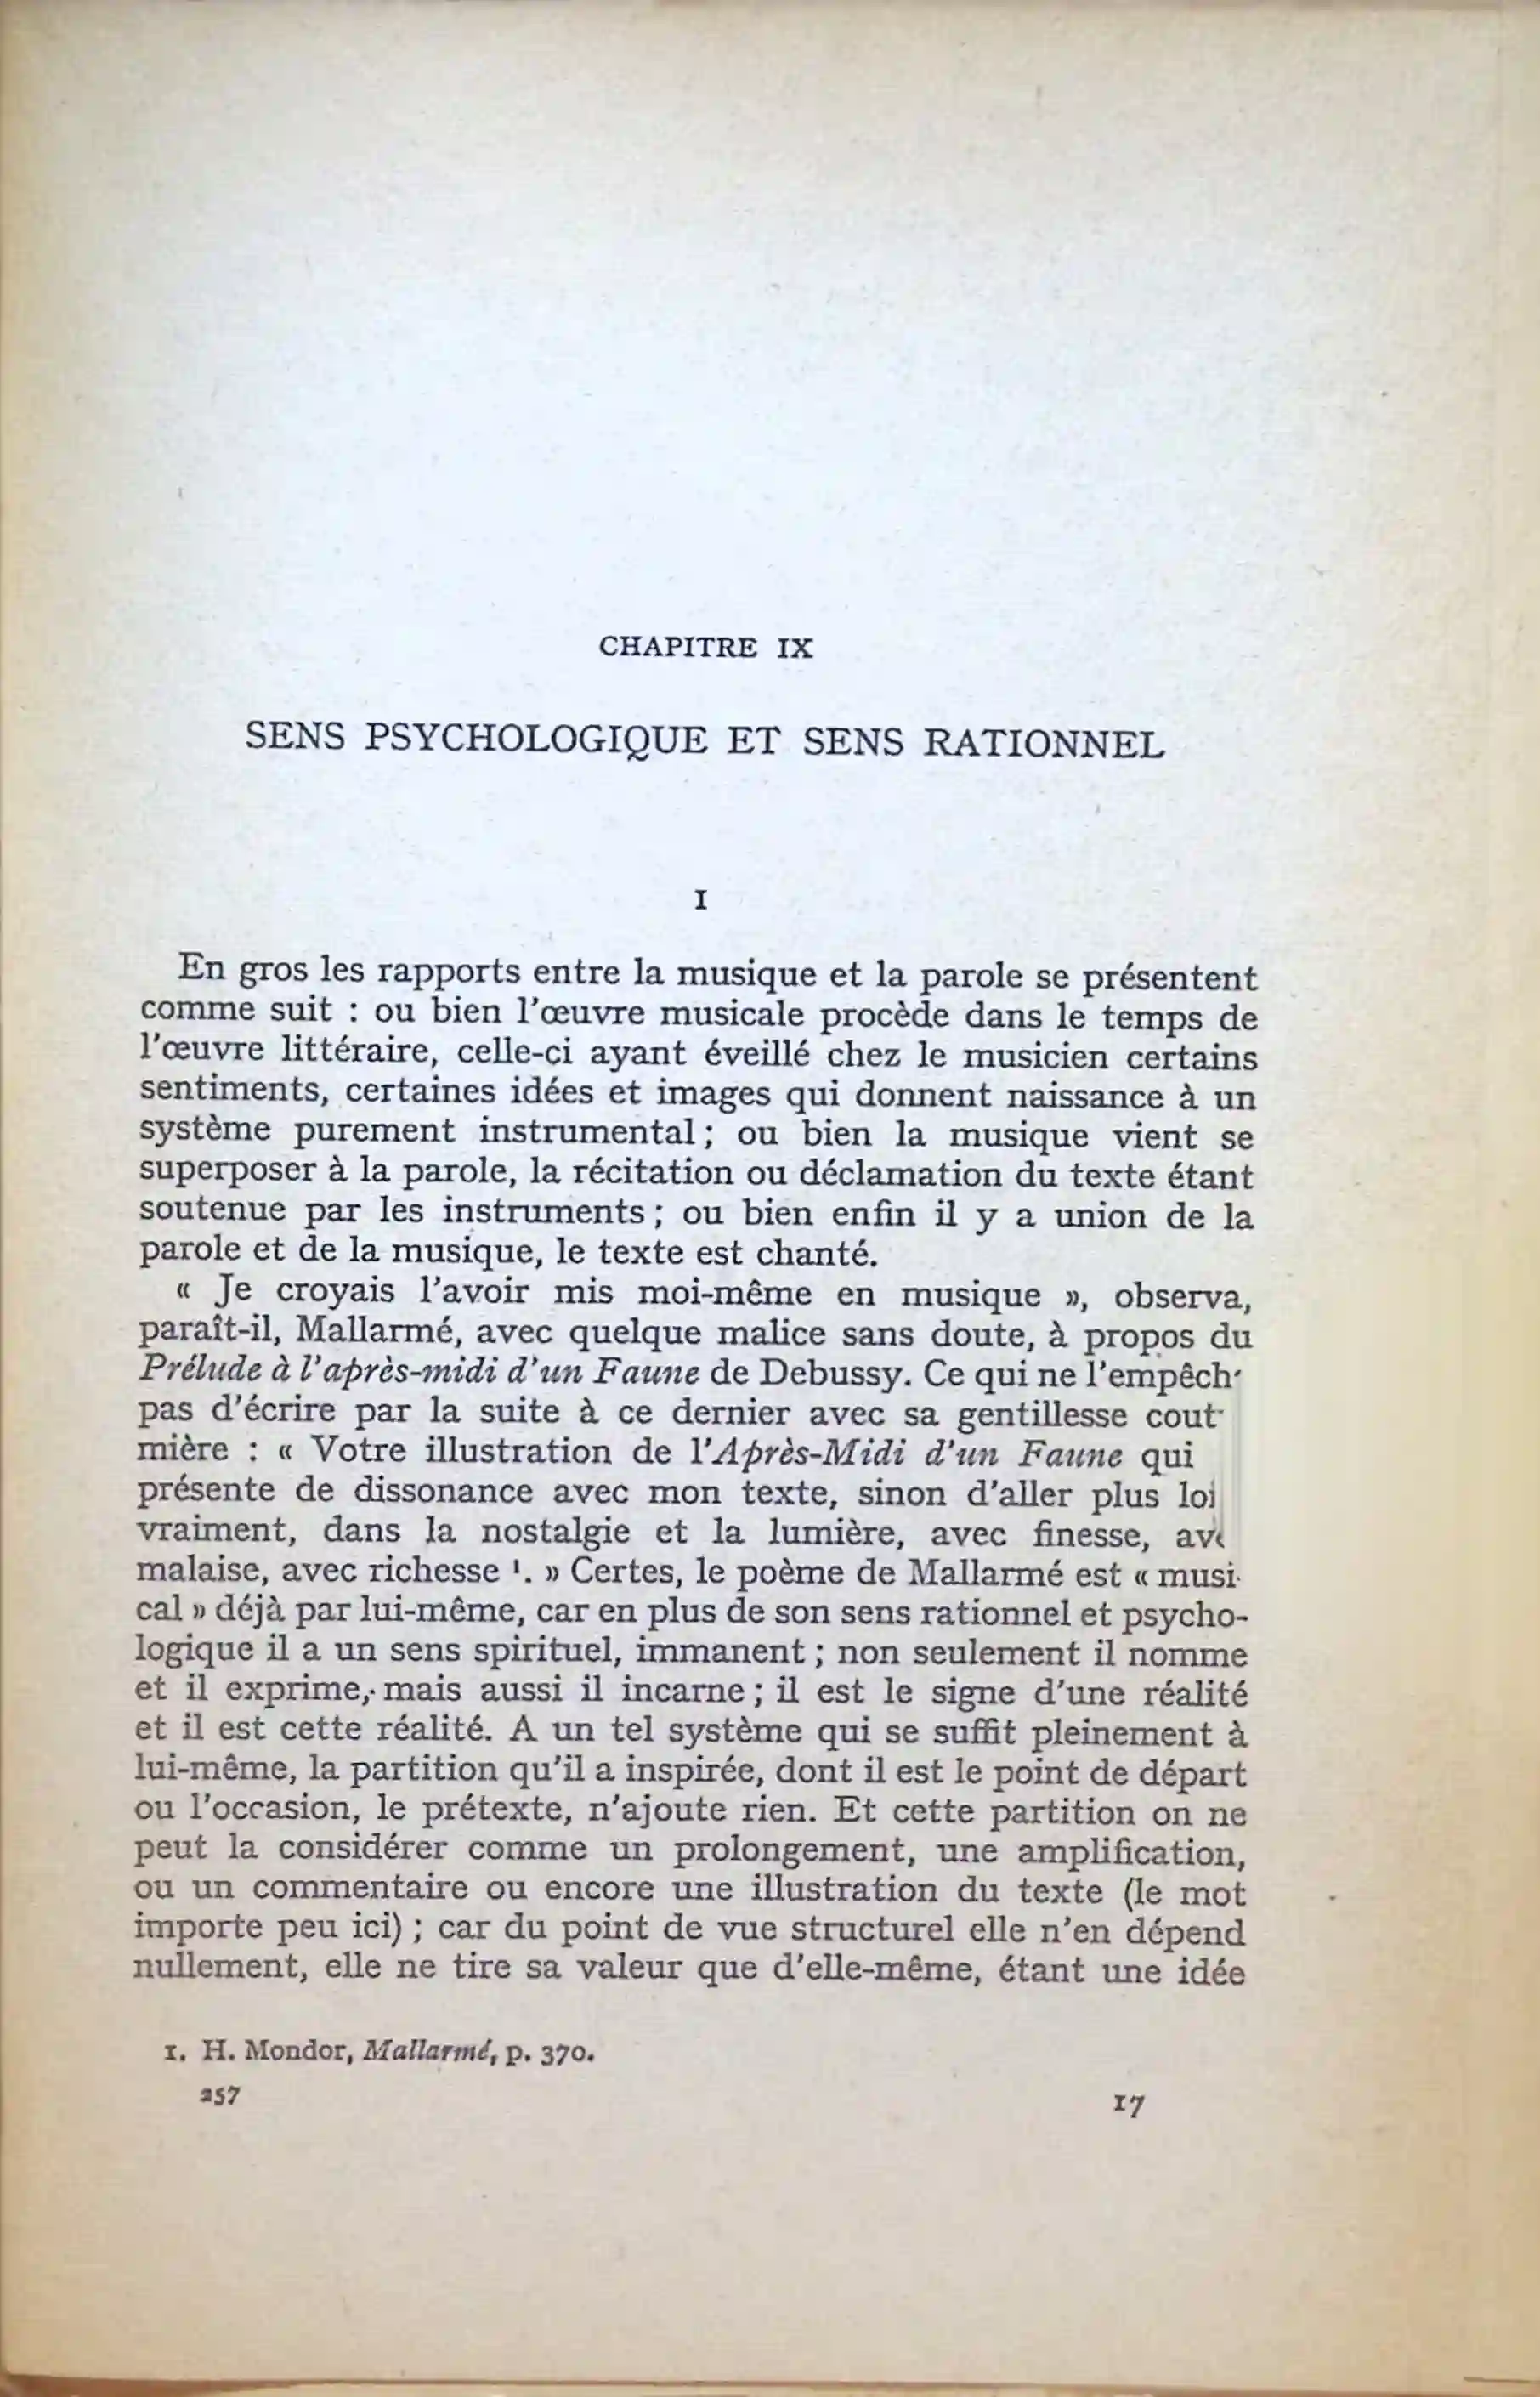 CHAPITRE IX
SENS PSYCHOLOGIQUE ET SENS RATIONNEL
I
En gros les rapports entre la musique et la parole se présentent
comme suit : ou bien l'œuvre musicale procède dans le temps de
l'œuvre littéraire, celle-ci ayant éveillé chez le musicien certains
sentiments, certaines idées et images qui donnent naissance à un
système purement instrumental ; ou bien la musique vient se
superposer à la parole, la récitation ou déclamation du texte étant
soutenue par les instruments ; ou bien enfin il y a union de la
parole et de la musique, le texte est chanté.
« Je croyais l'avoir mis moi-même en musique », observa,
paraît-il, Mallarmé, avec quelque malice sans doute, à propos du
Prélude à l'après-midi d'un Faune de Debussy. Ce qui ne l'empêch
pas d'écrire par la suite à ce dernier avec sa gentillesse cout
mière : « Votre illustration de l'Après-Midi d'un Faune qui
présente de dissonance avec mon texte, sinon d'aller plus loi
vraiment, dans la nostalgie et la lumière, avec finesse, av
malaise, avec richesse ¹. » Certes, le poème de Mallarmé est « musi-
cal » déjà par lui-même, car en plus de son sens rationnel et psycho-
logique il a un sens spirituel, immanent ; non seulement il nomme
et il exprime, mais aussi il incarne ; il est le signe d'une réalité
et il est cette réalité. A un tel système qui se suffit pleinement à
lui-même, la partition qu'il a inspirée, dont il est le point de départ
ou l'occasion, le prétexte, n'ajoute rien. Et cette partition on ne
peut la considérer comme un prolongement, une amplification,
ou un commentaire ou encore une illustration du texte (le mot
importe peu ici) ; car du point de vue structurel elle n'en dépend
nullement, elle ne tire sa valeur que d'elle-même, étant une idée
1. H. Mondor, Mallarmé, p. 370.
257 17